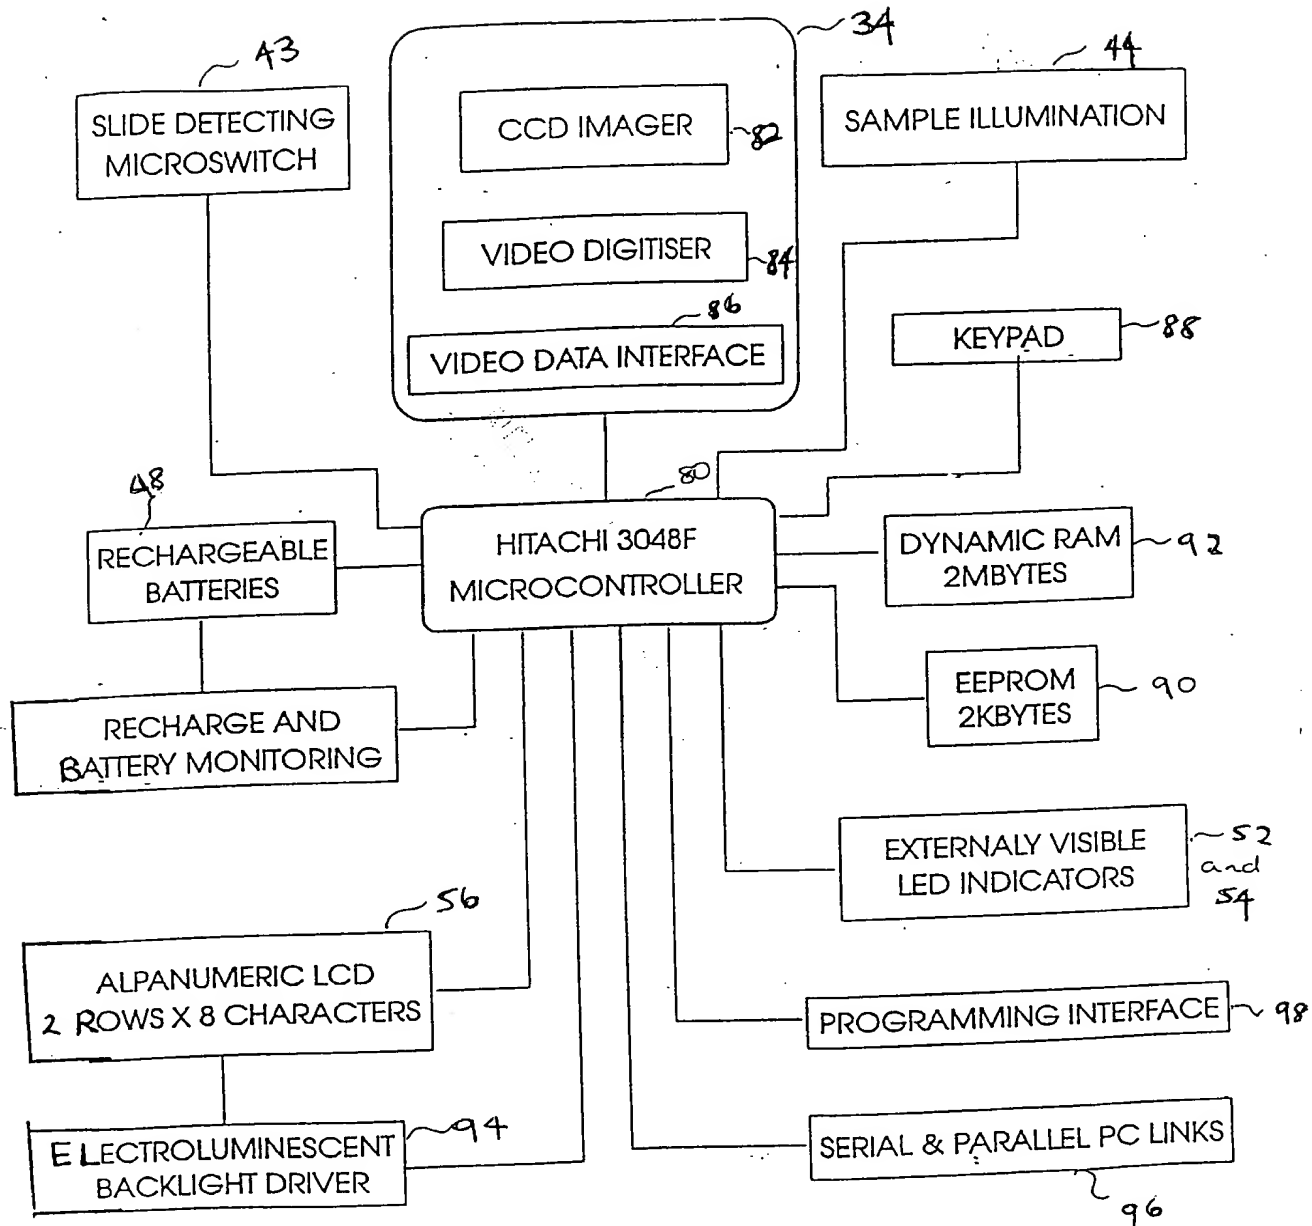 43
SLIDE DETECTING
MICROSWITCH
34
CCD IMAGER
82
VIDEO DIGITISER
84
86
VIDEO DATA INTERFACE
44
SAMPLE ILLUMINATION
KEYPAD
88
48
RECHARGEABLE
BATTERIES
80
HITACHI 3048F
MICROCONTROLLER
DYNAMIC RAM
2MBYTES
92
RECHARGE AND
BATTERY MONITORING
EEPROM
2KBYTES
90
EXTERNALY VISIBLE
LED INDICATORS
52
and
54
56
ALPANUMERIC LCD
2 ROWS X 8 CHARACTERS
PROGRAMMING INTERFACE
98
ELECTROLUMINESCENT
BACKLIGHT DRIVER
94
SERIAL & PARALLEL PC LINKS
96